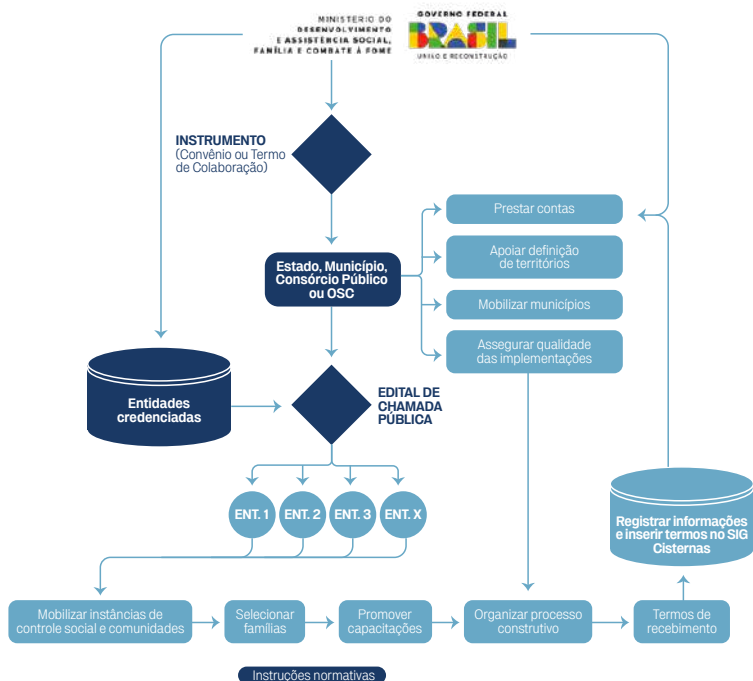 MINISTÉRIO DO
DESENVOLVIMENTO
E ASSISTÊNCIA SOCIAL,
FAMÍLIA E COMBATE À FOME
GOVERNO FEDERAL
BRASIL
UNIÃO E RECONSTRUÇÃO
INSTRUMENTO
(Convênio ou Termo
de Colaboração)
Estado, Município,
Consórcio Público
ou OSC
Prestar contas
Apoiar definição
de territórios
Mobilizar municípios
Assegurar qualidade
das implementações
Entidades
credenciadas
EDITAL DE
CHAMADA
PÚBLICA
ENT. 1
ENT. 2
ENT. 3
ENT. X
Registrar informações
e inserir termos no SIG
Cisternas
Mobilizar instâncias de
controle social e comunidades
Selecionar
famílias
Promover
capacitações
Organizar processo
construtivo
Termos de
recebimento
Instruções normativas